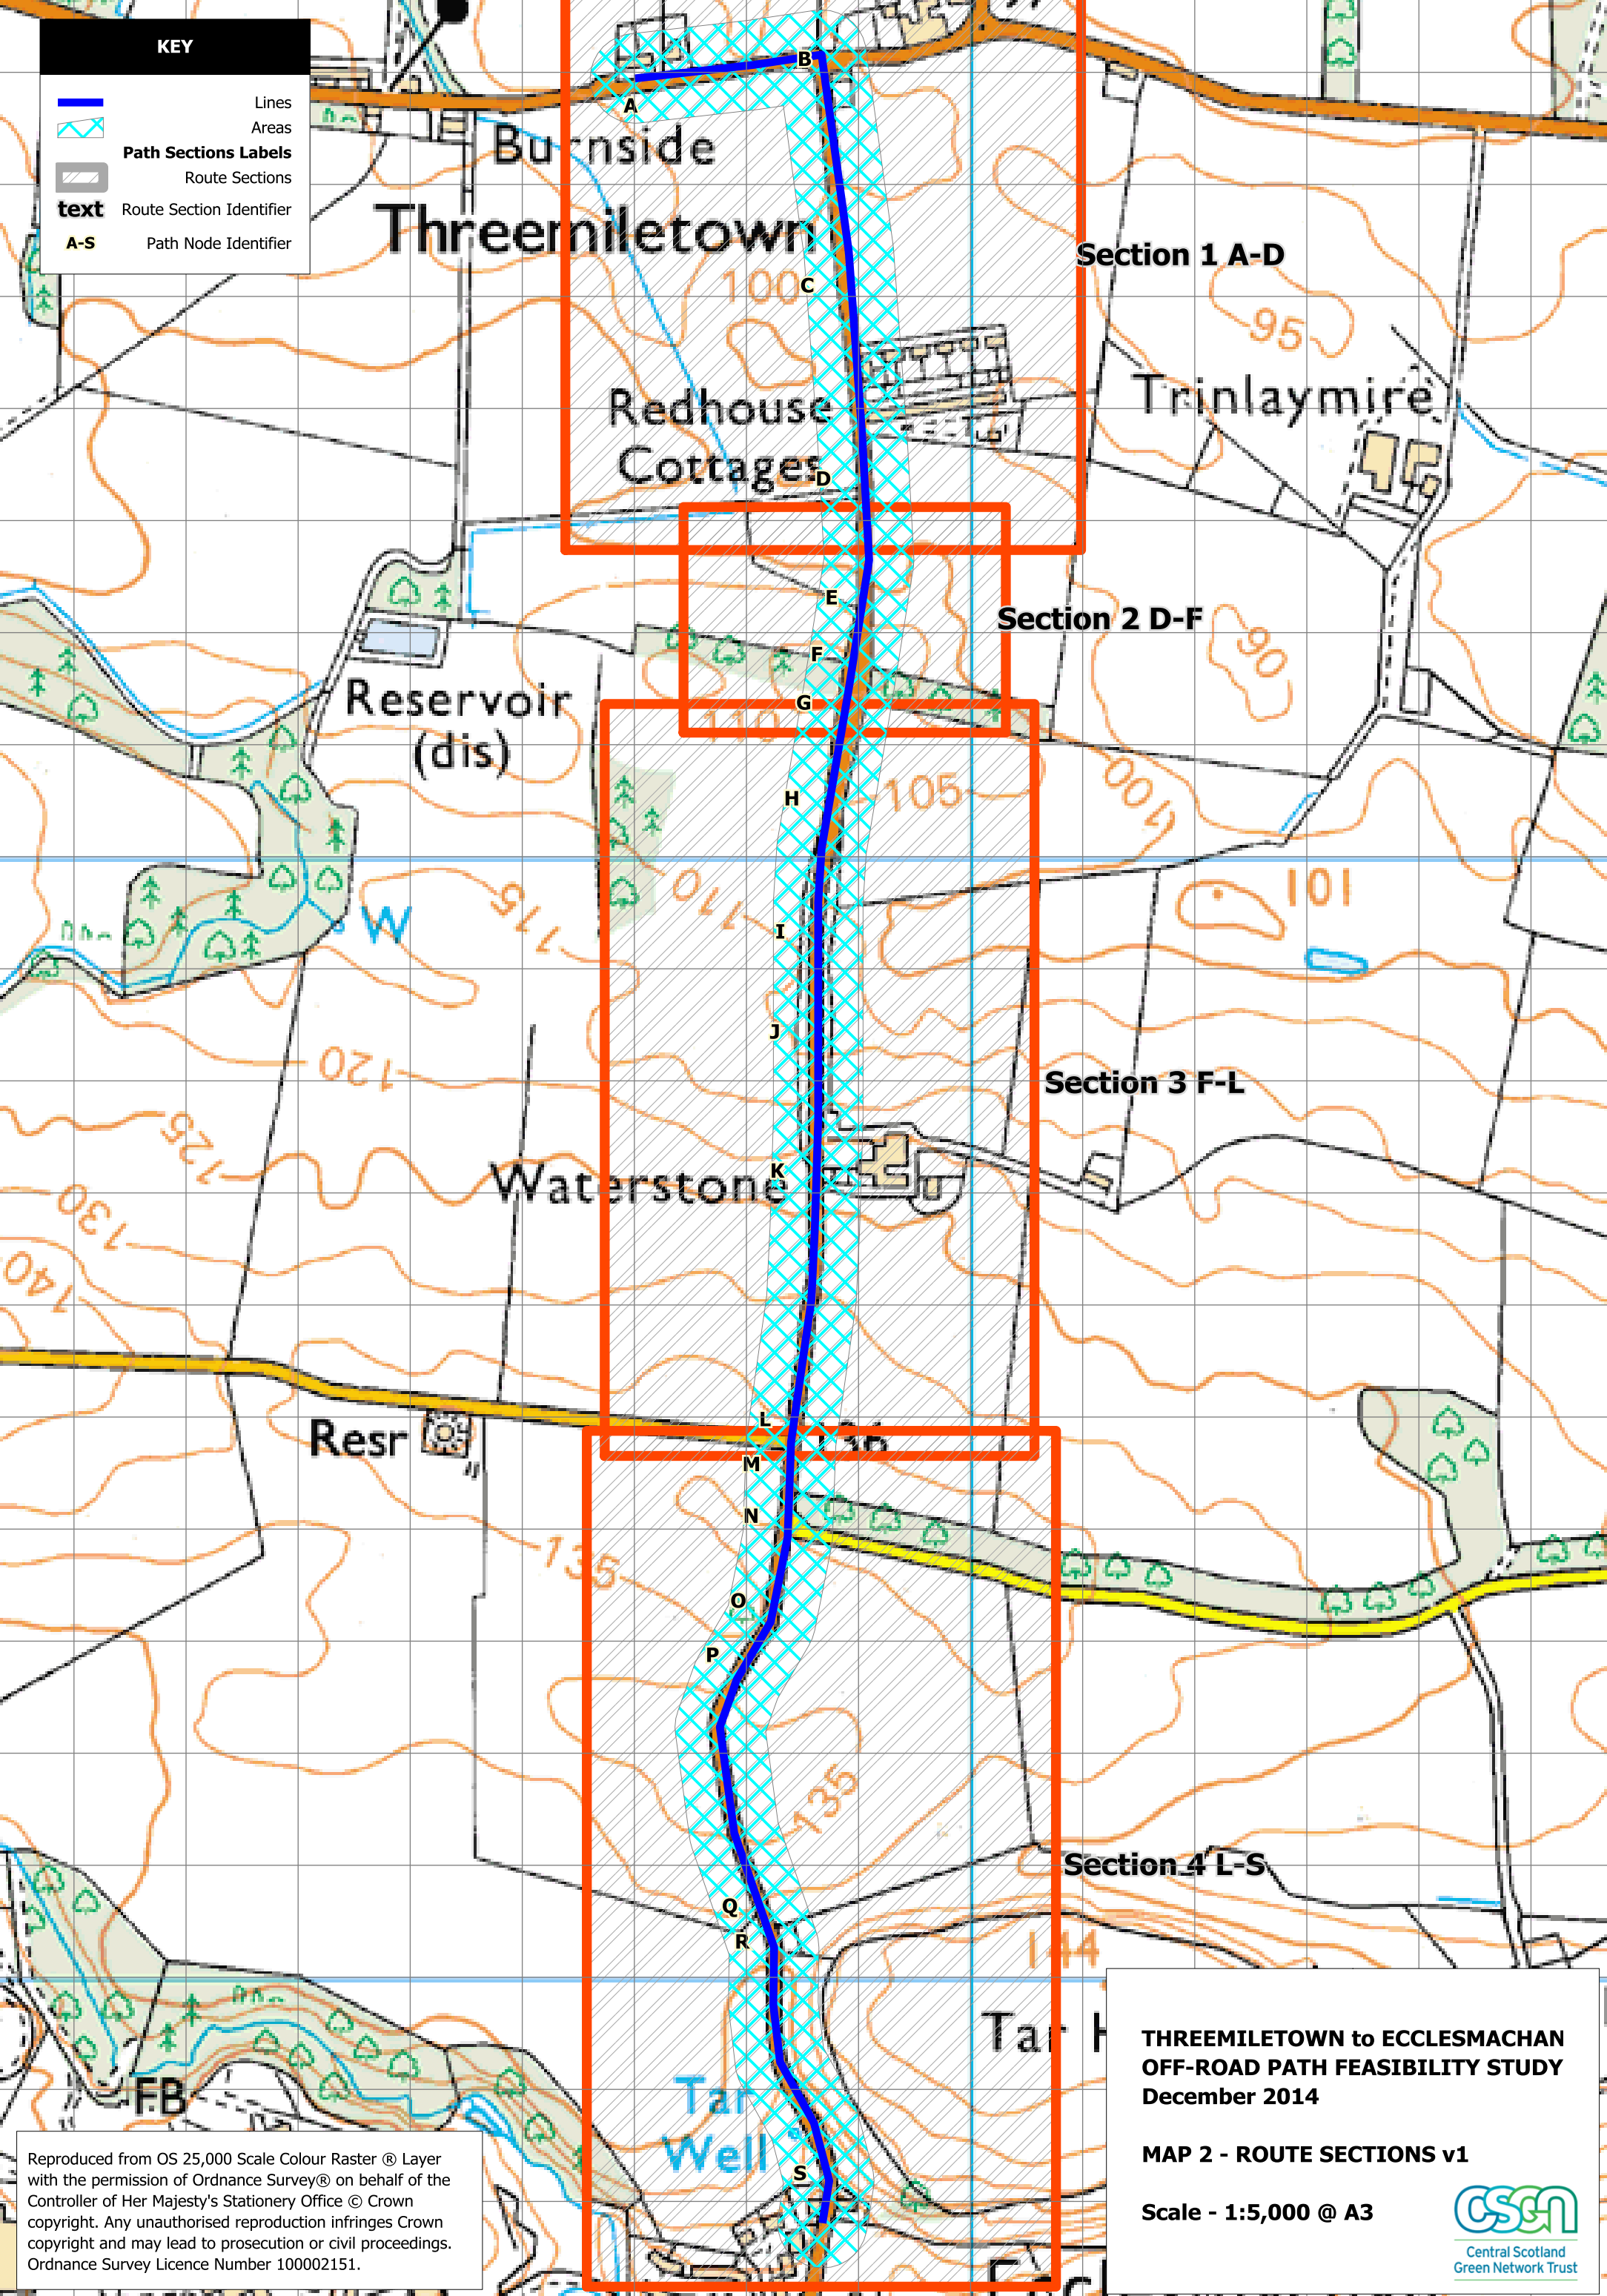 KEY
Lines
Areas
Path Sections Labels
Route Sections
text Route Section Identifier
A-S Path Node Identifier
B
A
Burnside
Threemiletown
Section 1 A-D
100
C
95
Trinlaymire
Redhouse
Cottages
D
E
Section 2 D-F
F
90
G
Reservoir
(dis)
110
H
105
100
101
110
115
W
I
J
120
Section 3 F-L
125
K
Waterstone
130
140
L
Resr
136
M
N
135
O
P
135
Section 4 L-S
Q
R
144
Tar H
THREEMILETOWN to ECCLESMACHAN
OFF-ROAD PATH FEASIBILITY STUDY
December 2014
MAP 2 - ROUTE SECTIONS v1
Scale - 1:5,000 @ A3
csgn
Central Scotland
Green Network Trust
FB
Tar
Well
S
Reproduced from OS 25,000 Scale Colour Raster ® Layer
with the permission of Ordnance Survey® on behalf of the
Controller of Her Majesty's Stationery Office © Crown
copyright. Any unauthorised reproduction infringes Crown
copyright and may lead to prosecution or civil proceedings.
Ordnance Survey Licence Number 100002151.